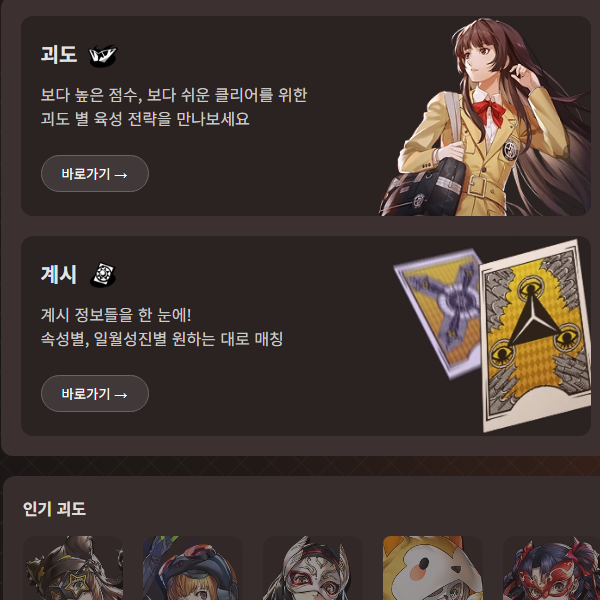 괴도
보다 높은 점수, 보다 쉬운 클리어를 위한
괴도 별 육성 전략을 만나보세요
바로가기 →
계시
계시 정보들을 한 눈에!
속성별, 일월성진별 원하는 대로 매칭
바로가기 →
인기 괴도